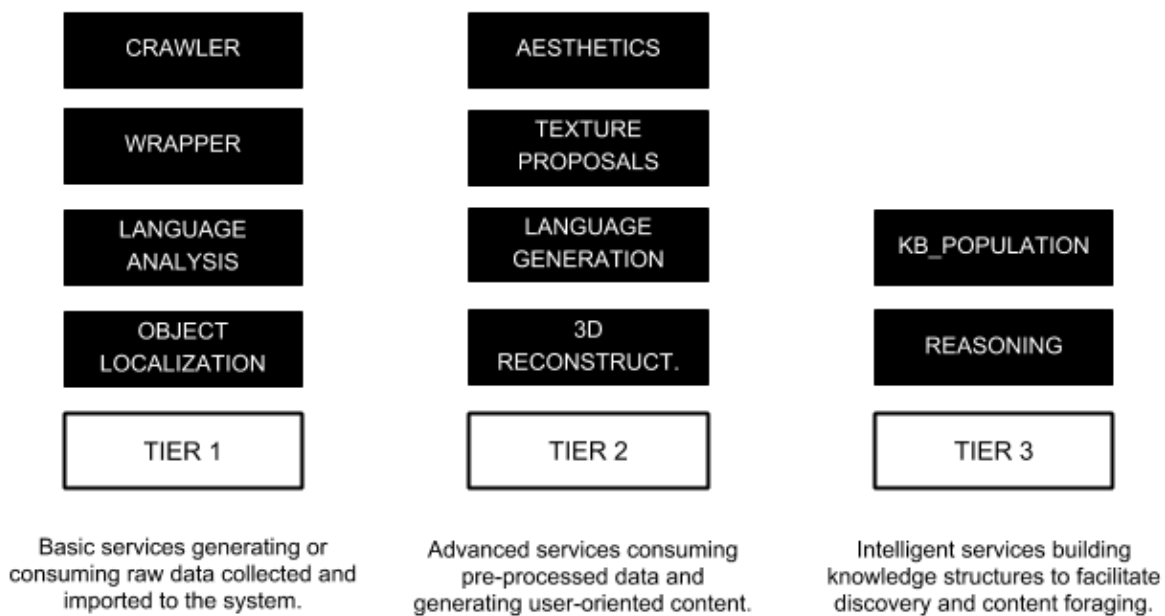 CRAWLER
WRAPPER
LANGUAGE
ANALYSIS
OBJECT
LOCALIZATION
TIER 1
Basic services generating or
consuming raw data collected and
imported to the system.
AESTHETICS
TEXTURE
PROPOSALS
LANGUAGE
GENERATION
3D
RECONSTRUCT.
TIER 2
Advanced services consuming
pre-processed data and
generating user-oriented content.
KB_POPULATION
REASONING
TIER 3
Intelligent services building
knowledge structures to facilitate
discovery and content foraging.